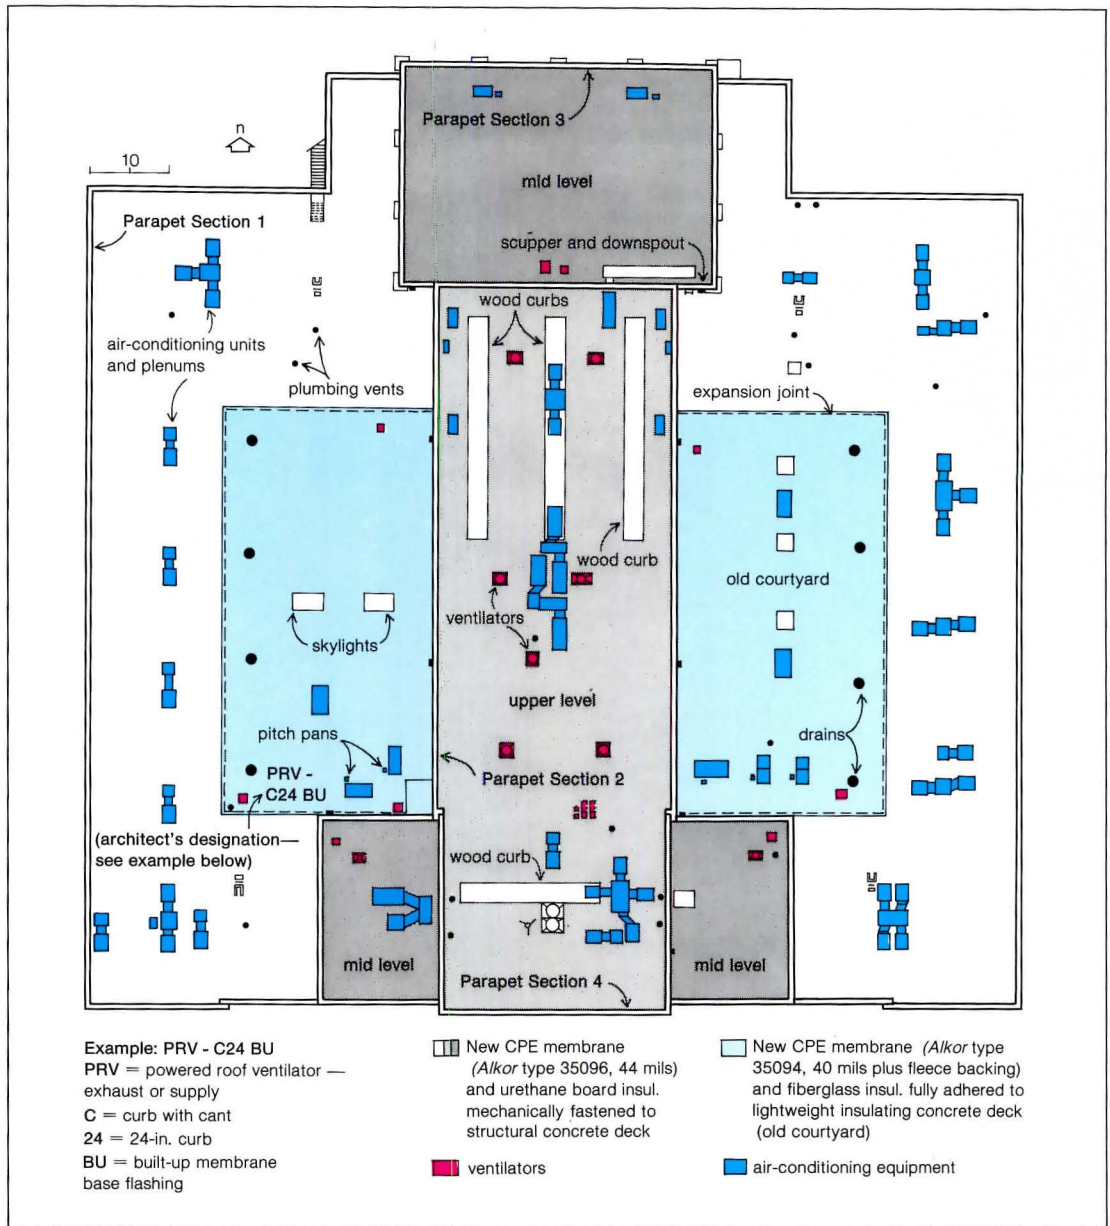 n
10
Parapet Section 3
mid level
Parapet Section 1
scupper and downspout
wood curbs
air-conditioning units
and plenums
plumbing vents
expansion joint
wood curb
old courtyard
ventilators
skylights
upper level
pitch pans
drains
PRV -
C24 BU
Parapet Section 2
(architect's designation—
see example below)
wood curb
mid level
mid level
Parapet Section 4
Example: PRV - C24 BU
PRV = powered roof ventilator —
exhaust or supply
C = curb with cant
24 = 24-in. curb
BU = built-up membrane
base flashing
New CPE membrane
(Alkor type 35096, 44 mils)
and urethane board insul.
mechanically fastened to
structural concrete deck
ventilators
New CPE membrane (Alkor type
35094, 40 mils plus fleece backing)
and fiberglass insul. fully adhered to
lightweight insulating concrete deck
(old courtyard)
air-conditioning equipment